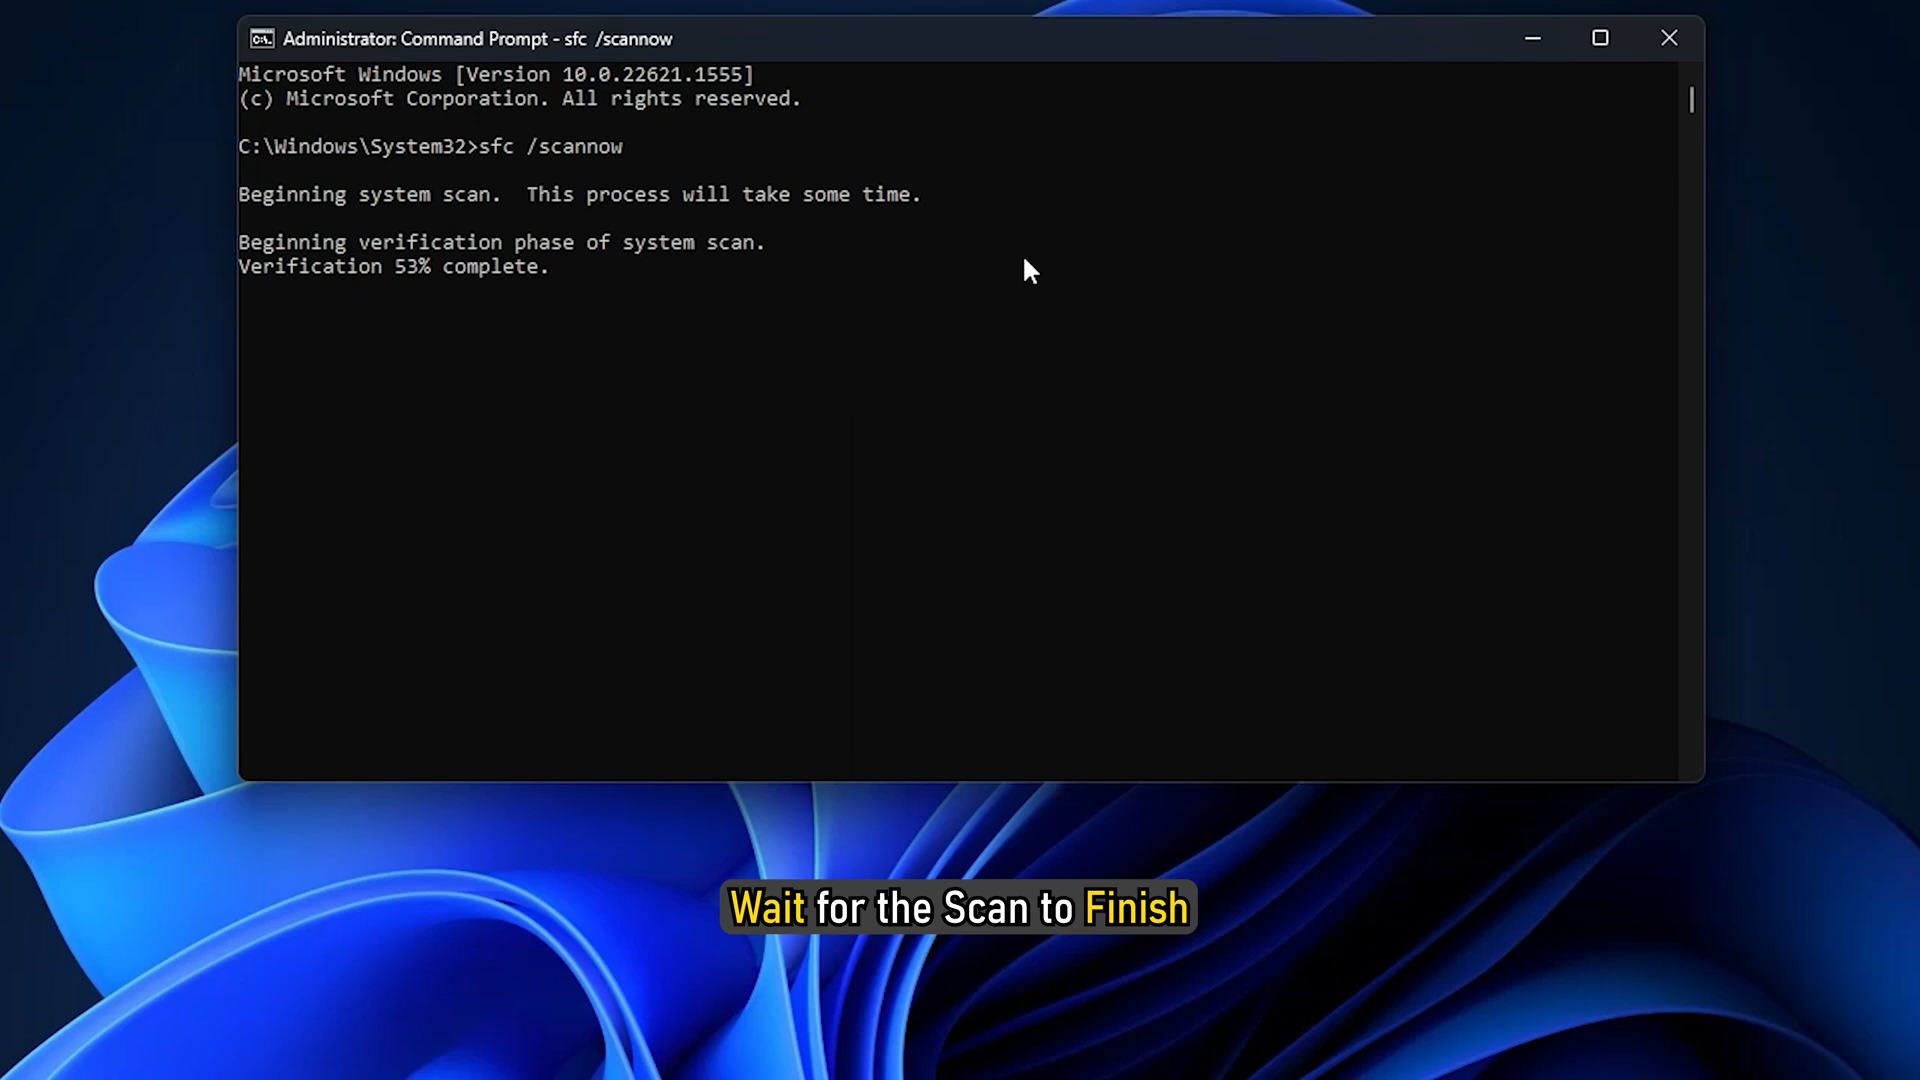 Administrator: Command Prompt - sfc  /scannow
Microsoft Windows [Version 10.0.22621.1555]
(c) Microsoft Corporation. All rights reserved.
C:\Windows\System32>sfc /scannow
Beginning system scan.  This process will take some time.
Beginning verification phase of system scan.
Verification 53% complete.
Wait for the Scan to Finish